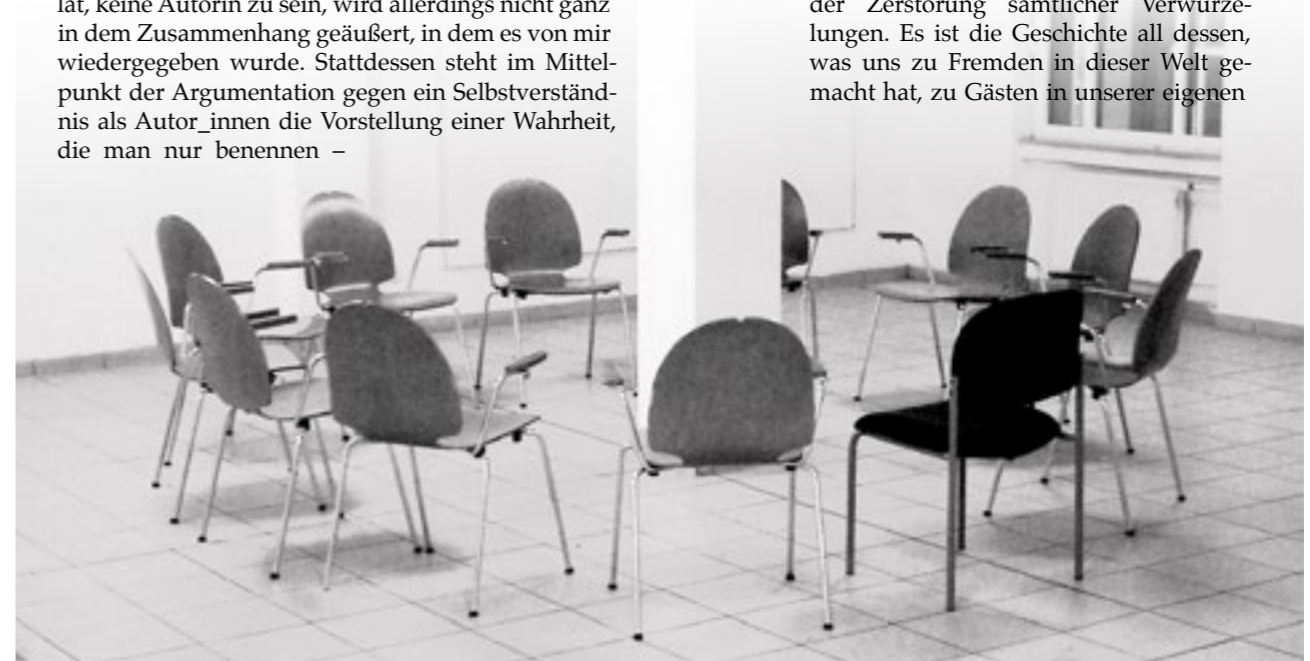 lat, keine Autorin zu sein, wird allerdings nicht ganz
in dem Zusammenhang geäußert, in dem es von mir
wiedergegeben wurde. Stattdessen steht im Mittel-
punkt der Argumentation gegen ein Selbstverständ-
nis als Autor_innen die Vorstellung einer Wahrheit,
die man nur benennen –
der Zerstörung sämtlicher Verwurze-
lungen. Es ist die Geschichte all dessen,
was uns zu Fremden in dieser Welt ge-
macht hat, zu Gästen in unserer eigenen